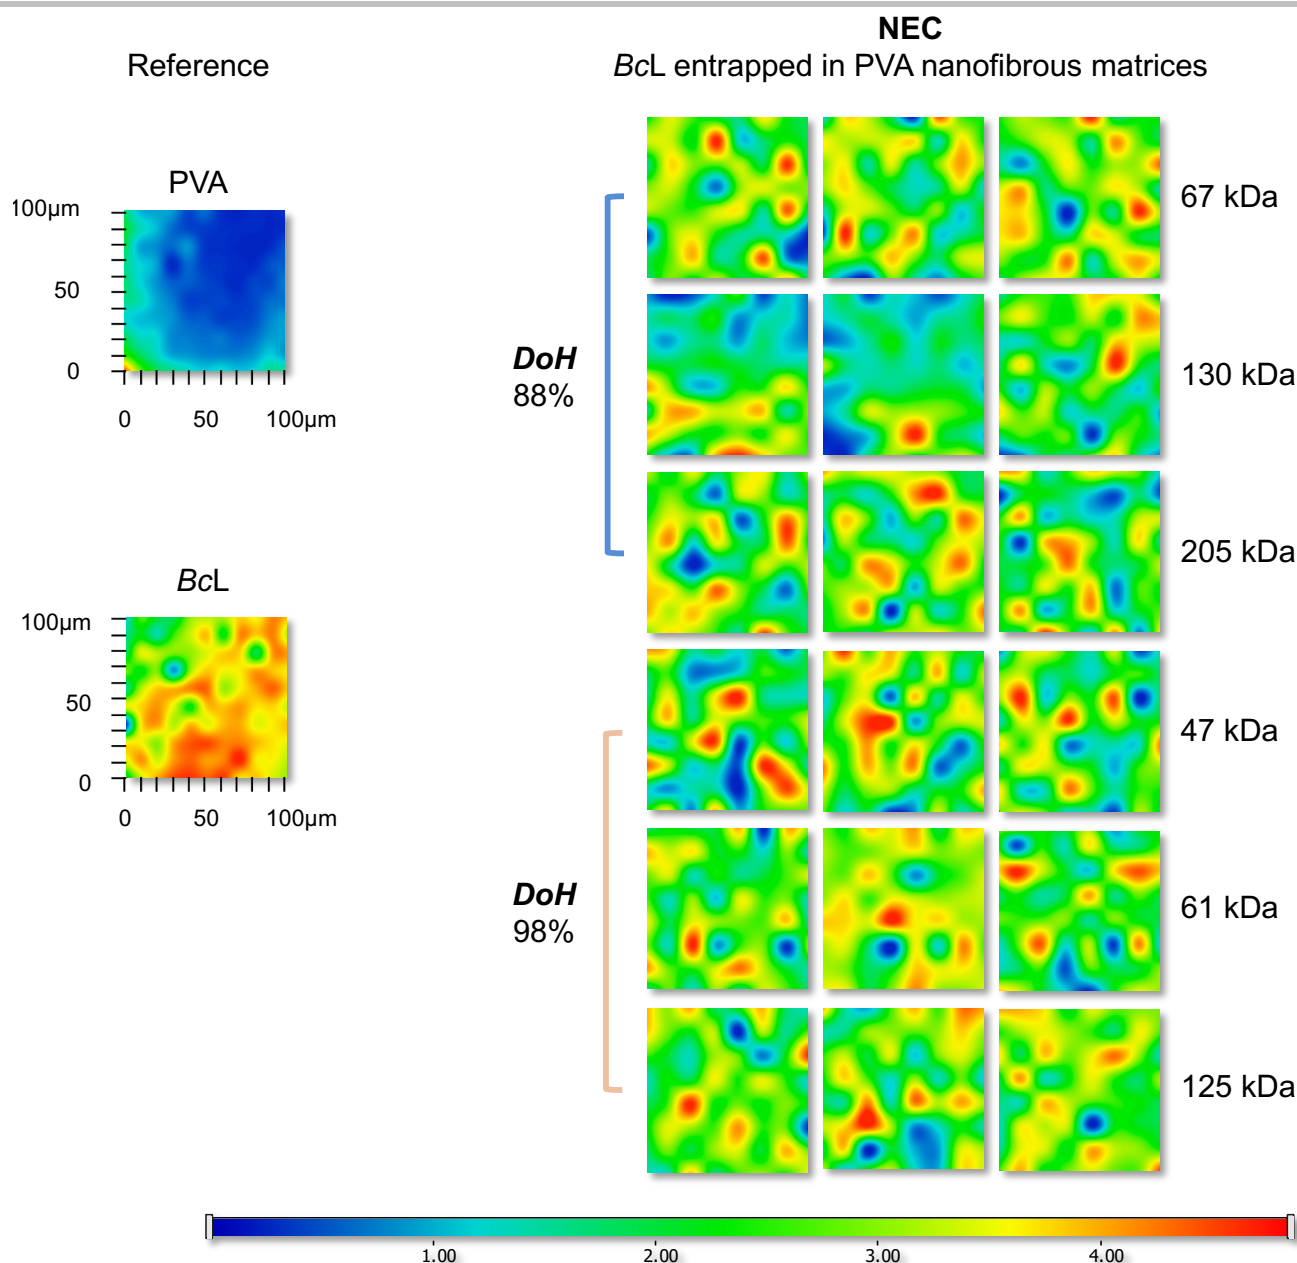 NEC
Reference
BcL entrapped in PVA nanofibrous matrices
PVA
100µm
50
0
0 50 100µm
BcL
100µm
50
0
0 50 100µm
DoH
88%
67 kDa
130 kDa
205 kDa
DoH
98%
47 kDa
61 kDa
125 kDa
1.00 2.00 3.00 4.00